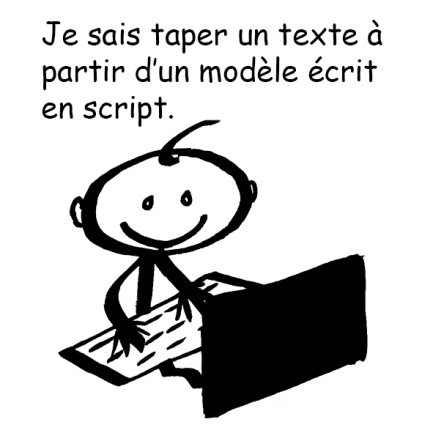 Je sais taper un texte à
partir d'un modèle écrit
en script.